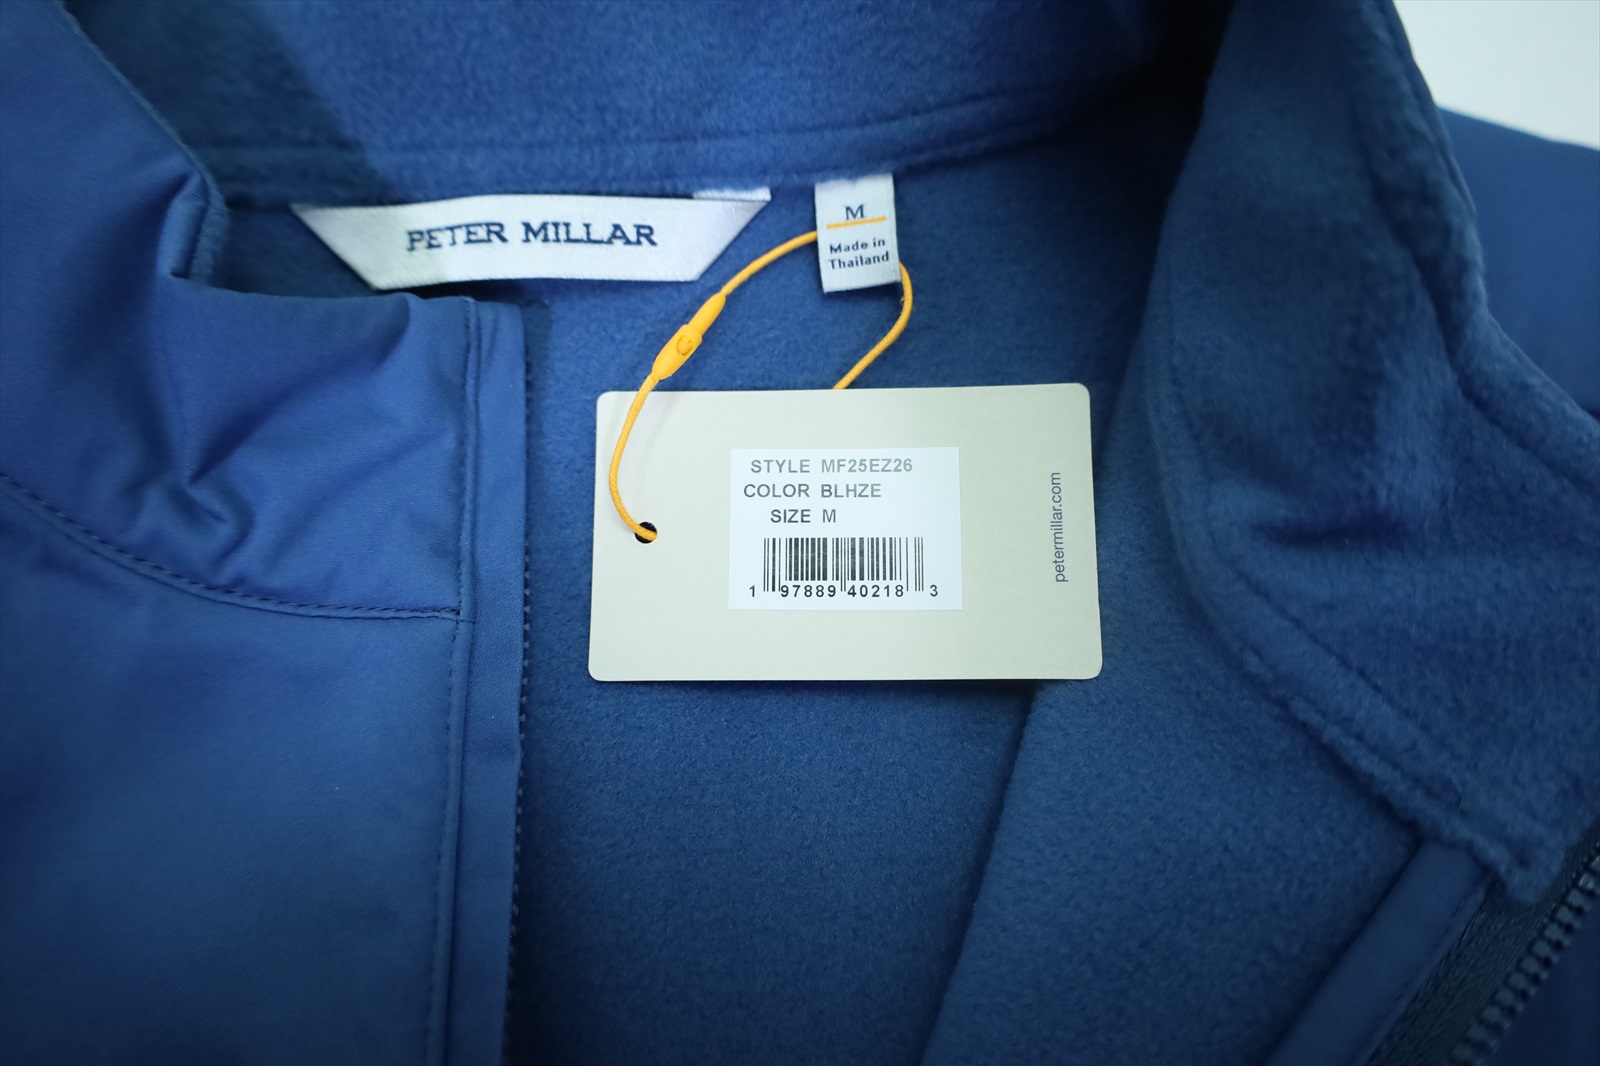 PETER MILLAR
M
Made in
Thailand
STYLE MF25EZ26
COLOR BLHZE
SIZE M
1 97889 40218 3
petermillar.com